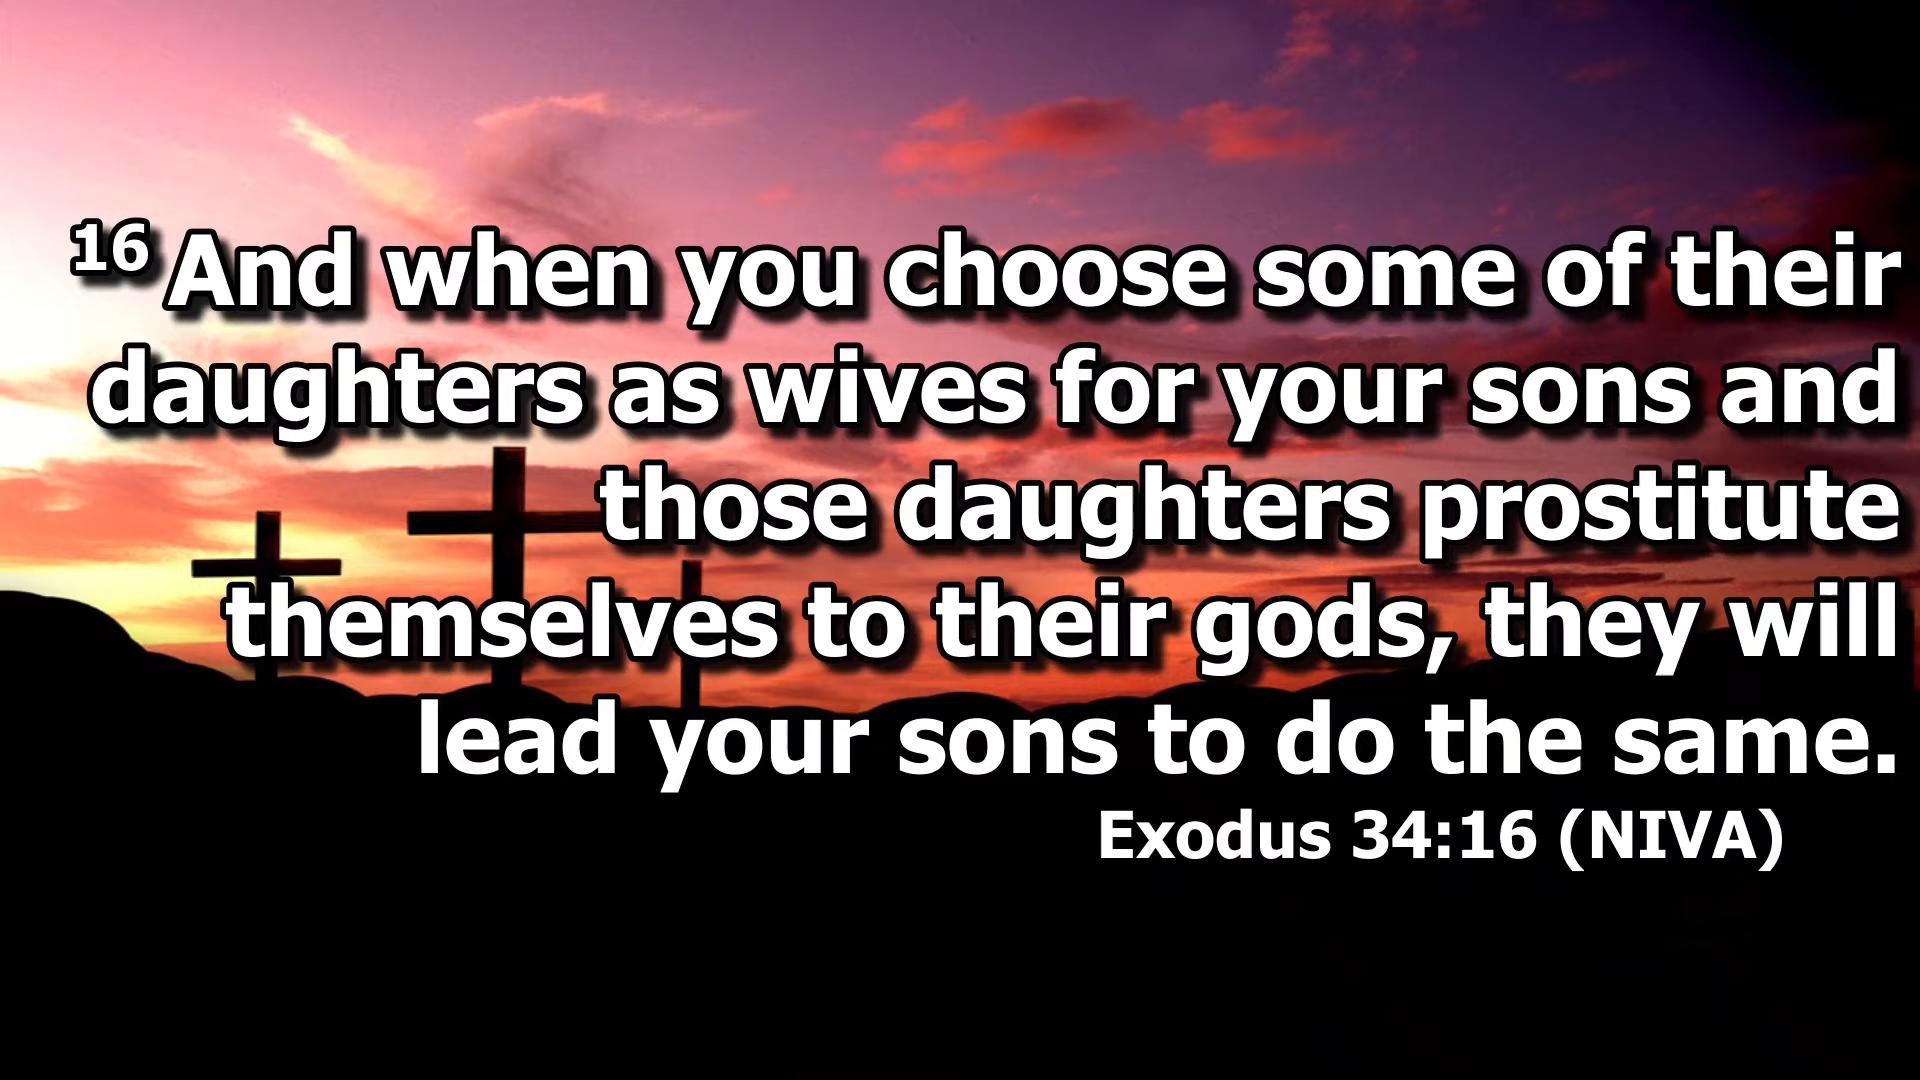 16 And when you choose some of their
daughters as wives for your sons and
those daughters prostitute
themselves to their gods, they will
lead your sons to do the same.
Exodus 34:16 (NIVA)